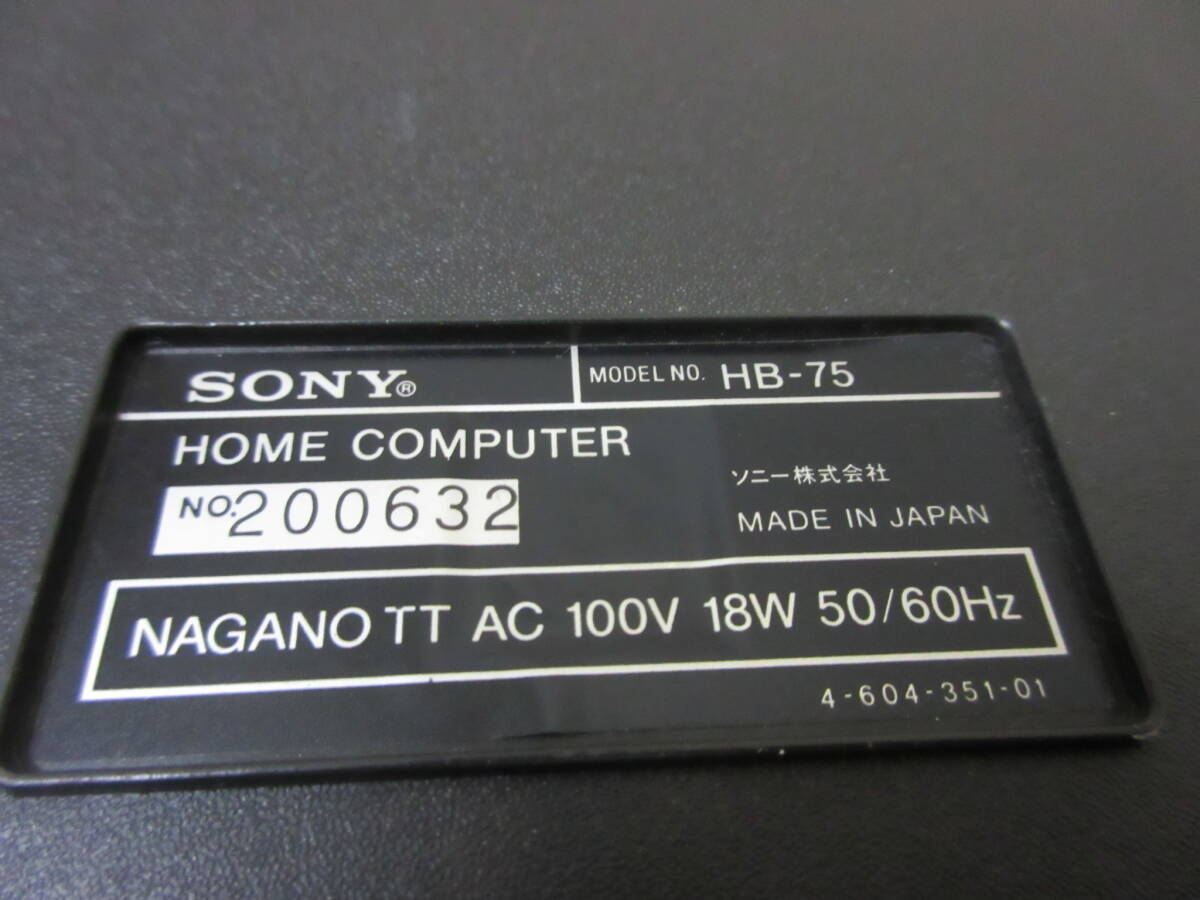 SONY®
MODEL NO. HB-75
HOME COMPUTER
NO.200632
ソニー株式会社
MADE IN JAPAN
NAGANO TT AC 100V 18W 50/60Hz
4-604-351-01